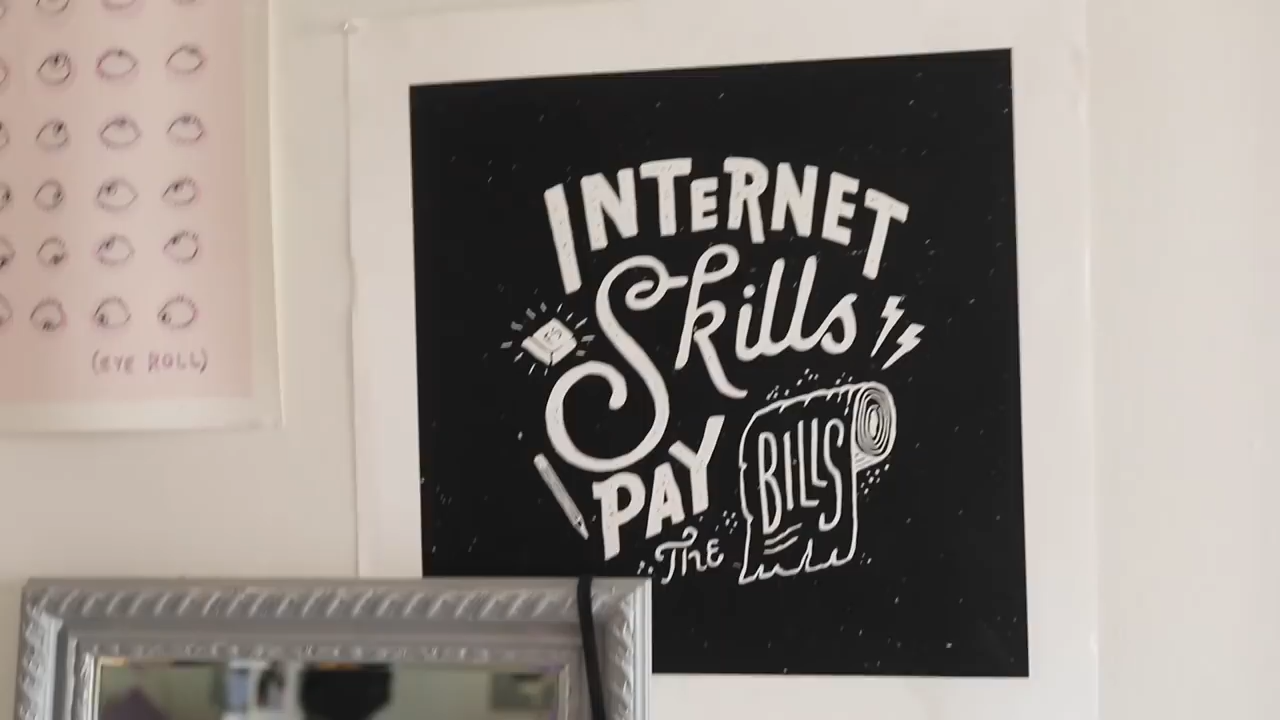 (EYE ROLL)
INTERNET
Skills
PAY
The
BILLS